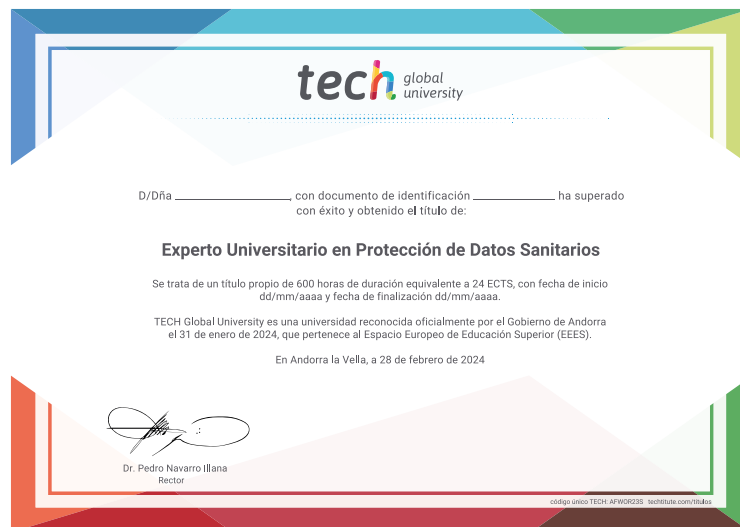 tech global
university
D/Dña ____________________, con documento de identificación ______________ ha superado
con éxito y obtenido el título de:
Experto Universitario en Protección de Datos Sanitarios
Se trata de un título propio de 600 horas de duración equivalente a 24 ECTS, con fecha de inicio
dd/mm/aaaa y fecha de finalización dd/mm/aaaa.
TECH Global University es una universidad reconocida oficialmente por el Gobierno de Andorra
el 31 de enero de 2024, que pertenece al Espacio Europeo de Educación Superior (EEES).
En Andorra la Vella, a 28 de febrero de 2024
Dr. Pedro Navarro Illana
Rector
código único TECH: AFWOR23S techtitute.com/titulos